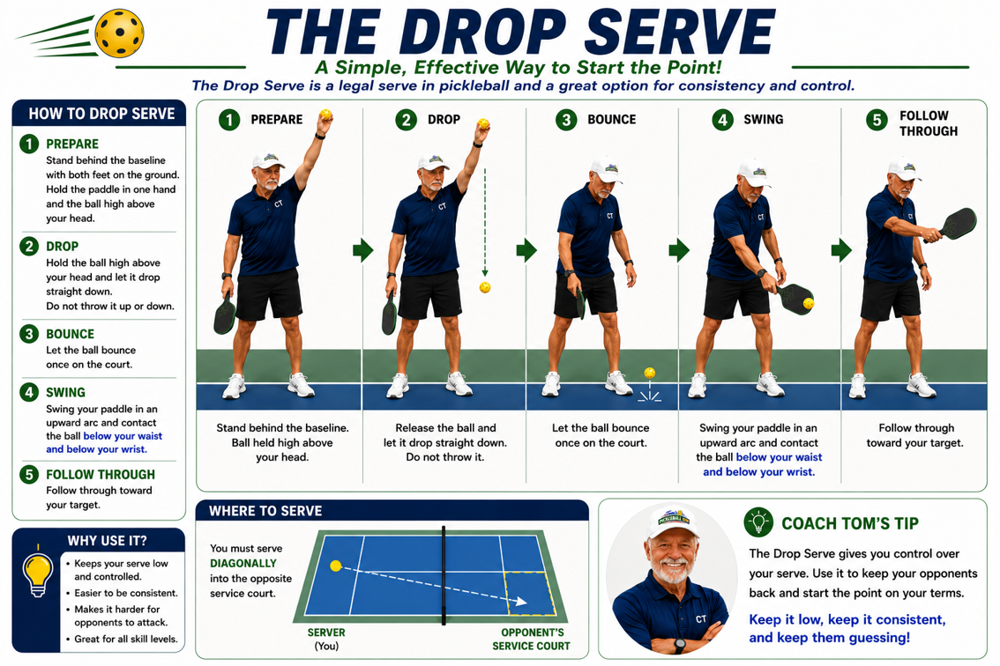 THE DROP SERVE
A Simple, Effective Way to Start the Point!
The Drop Serve is a legal serve in pickleball and a great option for consistency and control.
HOW TO DROP SERVE
1 PREPARE
Stand behind the baseline
with both feet on the ground.
Hold the paddle in one hand
and the ball high above
your head.
2 DROP
Hold the ball high above
your head and let it drop
straight down.
Do not throw it up or down.
3 BOUNCE
Let the ball bounce
once on the court.
4 SWING
Swing your paddle in an
upward arc and contact
the ball below your waist
and below your wrist.
5 FOLLOW THROUGH
Follow through toward
your target.
1 PREPARE
CT
Stand behind the baseline.
Ball held high above
your head.
2 DROP
CT
Release the ball and
let it drop straight down.
Do not throw it.
3 BOUNCE
CT
Let the ball bounce
once on the court.
4 SWING
CT
Swing your paddle in an
upward arc and contact
the ball below your waist
and below your wrist.
5 FOLLOW
THROUGH
Follow through
toward your target.
WHY USE IT?
• Keeps your serve low
and controlled.
• Easier to be consistent.
• Makes it harder for
opponents to attack.
• Great for all skill levels.
WHERE TO SERVE
You must serve
DIAGONALLY
into the opposite
service court.
SERVER
(You)
OPPONENT'S
SERVICE COURT
Tom's
PICKLEBALL
CT
COACH TOM'S TIP
The Drop Serve gives you control over
your serve. Use it to keep your opponents
back and start the point on your terms.
Keep it low, keep it consistent,
and keep them guessing!